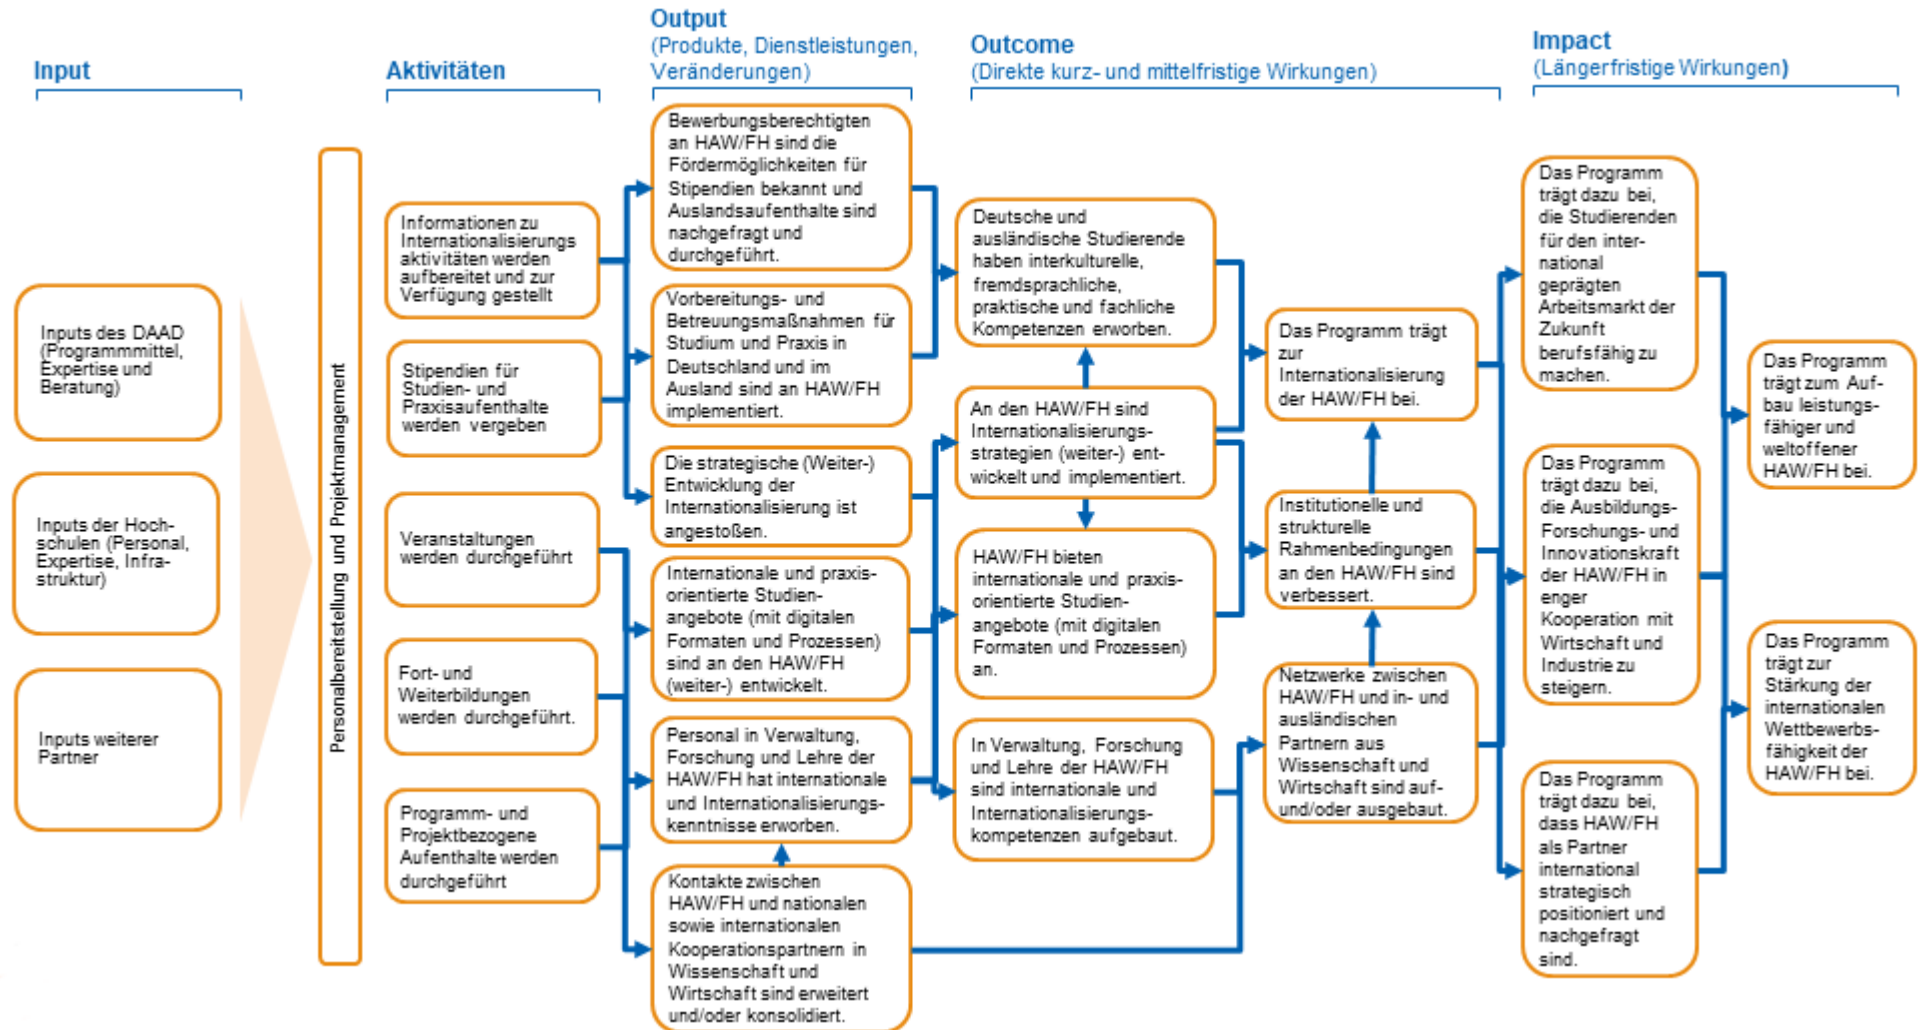 Input
Aktivitäten
Output
(Produkte, Dienstleistungen,
Veränderungen)
Outcome
(Direkte kurz- und mittelfristige Wirkungen)
Impact
(Längerfristige Wirkungen)
Inputs des DAAD
(Programmmittel,
Expertise und
Beratung)
Inputs der Hoch-
schulen (Personal,
Expertise, Infra-
struktur)
Inputs weiterer
Partner
Personalbereitstellung und Projektmanagement
Informationen zu
Internationalisierungs
aktivitäten werden
aufbereitet und zur
Verfügung gestellt
Stipendien für
Studien- und
Praxisaufenthalte
werden vergeben
Veranstaltungen
werden durchgeführt
Fort- und
Weiterbildungen
werden durchgeführt.
Programm- und
Projektbezogene
Aufenthalte werden
durchgeführt
Bewerbungsberechtigten
an HAW/FH sind die
Fördermöglichkeiten für
Stipendien bekannt und
Auslandsaufenthalte sind
nachgefragt und
durchgeführt.
Vorbereitungs- und
Betreuungsmaßnahmen für
Studium und Praxis in
Deutschland und im
Ausland sind an HAW/FH
implementiert.
Die strategische (Weiter-)
Entwicklung der
Internationalisierung ist
angestoßen.
Internationale und praxis-
orientierte Studien-
angebote (mit digitalen
Formaten und Prozessen)
sind an den HAW/FH
(weiter-) entwickelt.
Personal in Verwaltung,
Forschung und Lehre der
HAW/FH hat internationale
und Internationalisierungs-
kenntnisse erworben.
Kontakte zwischen
HAW/FH und nationalen
sowie internationalen
Kooperationspartnern in
Wissenschaft und
Wirtschaft sind erweitert
und/oder konsolidiert.
Deutsche und
ausländische Studierende
haben interkulturelle,
fremdsprachliche,
praktische und fachliche
Kompetenzen erworben.
An den HAW/FH sind
Internationalisierungs-
strategien (weiter-) ent-
wickelt und implementiert.
HAW/FH bieten
internationale und praxis-
orientierte Studien-
angebote (mit digitalen
Formaten und Prozessen)
an.
In Verwaltung, Forschung
und Lehre der HAW/FH
sind internationale und
Internationalisierungs-
kompetenzen aufgebaut.
Das Programm trägt
zur
Internationalisierung
der HAW/FH bei.
Institutionelle und
strukturelle
Rahmenbedingungen
an den HAW/FH sind
verbessert.
Netzwerke zwischen
HAW/FH und in- und
ausländischen
Partnern aus
Wissenschaft und
Wirtschaft sind auf-
und/oder ausgebaut.
Das Programm
trägt dazu bei,
die Studierenden
für den inter-
national
geprägten
Arbeitsmarkt der
Zukunft
berufsfähig zu
machen.
Das Programm
trägt dazu bei,
die Ausbildungs-
Forschungs- und
Innovationskraft
der HAW/FH in
enger
Kooperation mit
Wirtschaft und
Industrie zu
steigern.
Das Programm
trägt dazu bei,
dass HAW/FH
als Partner
international
strategisch
positioniert und
nachgefragt
sind.
Das Programm
trägt zum Auf-
bau leistungs-
fähiger und
weltoffener
HAW/FH bei.
Das Programm
trägt zur
Stärkung der
internationalen
Wettbewerbs-
fähigkeit der
HAW/FH bei.